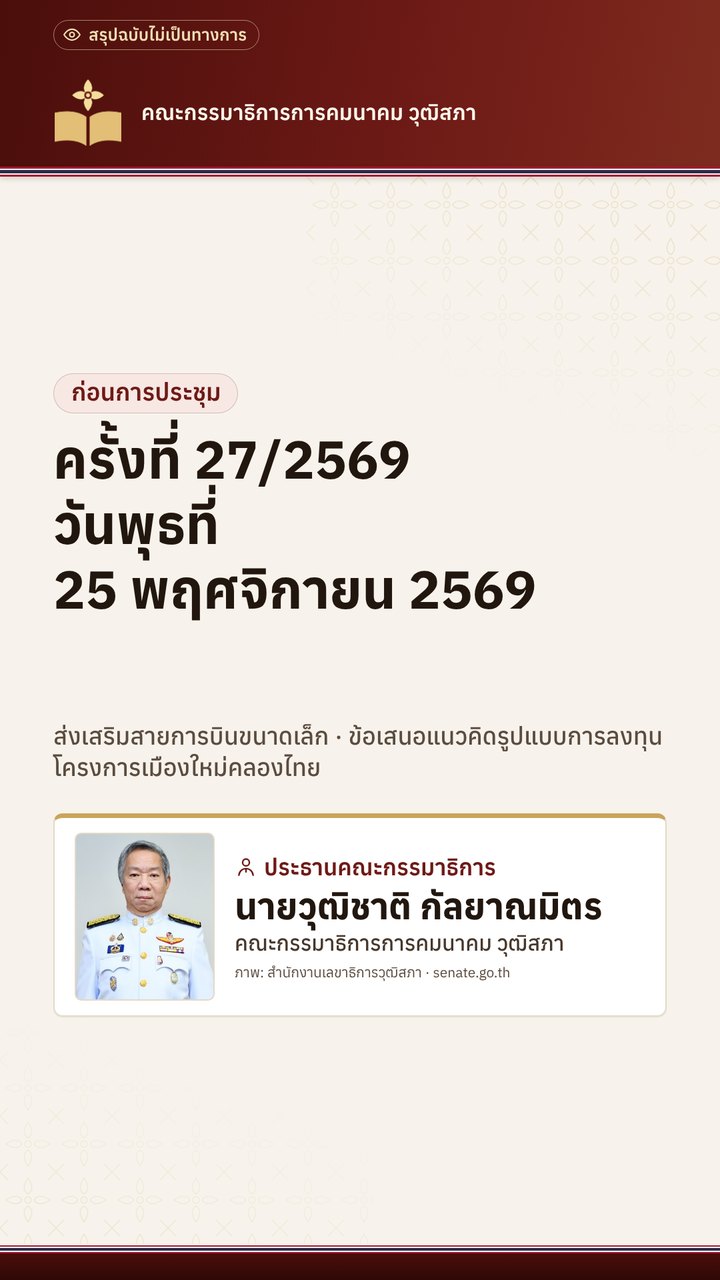 สรุปฉบับไม่เป็นทางการ
คณะกรรมาธิการการคมนาคม วุฒิสภา
ก่อนการประชุม
ครั้งที่ 27/2569
วันพุธที่
25 พฤศจิกายน 2569
ส่งเสริมสายการบินขนาดเล็ก · ข้อเสนอแนวคิดรูปแบบการลงทุน
โครงการเมืองใหม่คลองไทย
ประธานคณะกรรมาธิการ
นายวุฒิชาติ กัลยาณมิตร
คณะกรรมาธิการการคมนาคม วุฒิสภา
ภาพ: สำนักงานเลขาธิการวุฒิสภา · senate.go.th